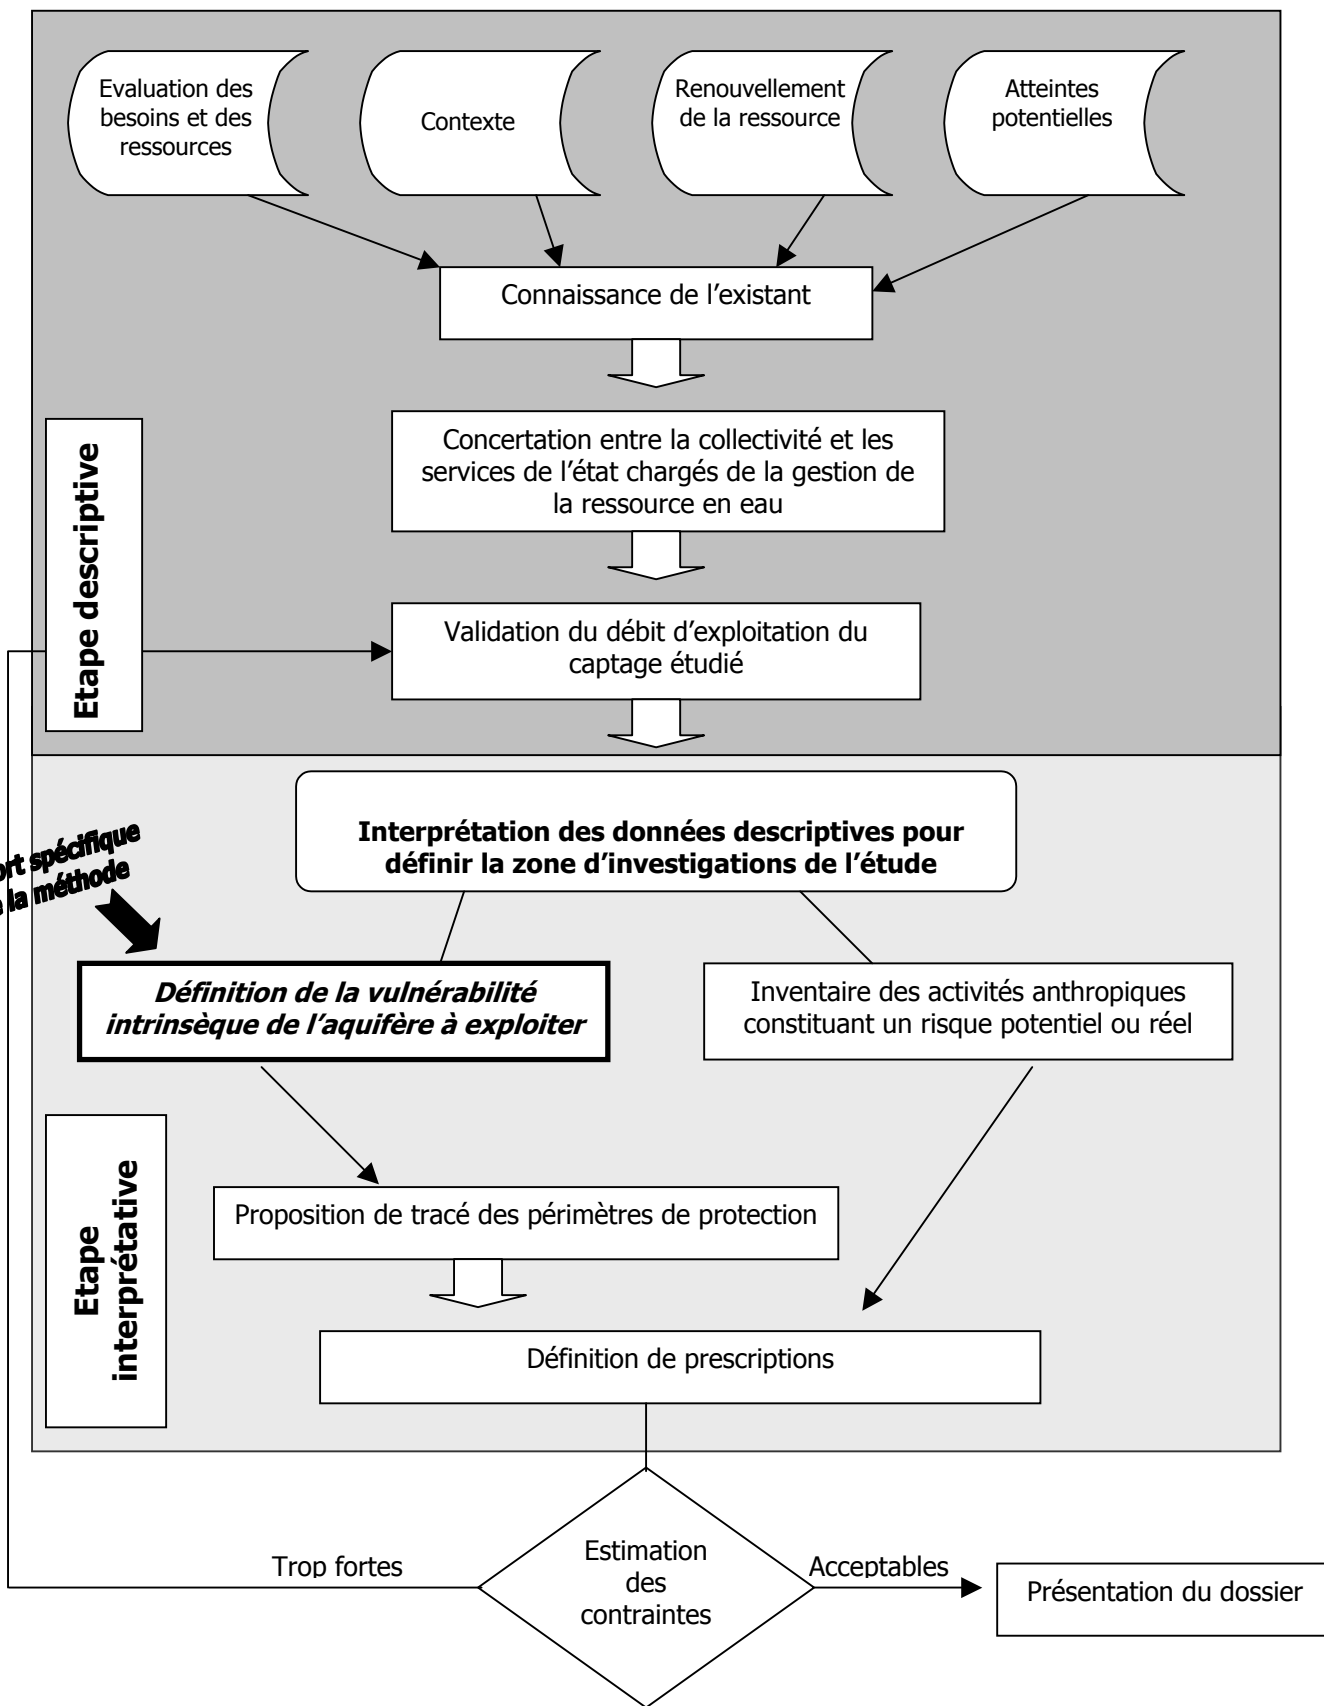 Evaluation des
besoins et des
ressources
Contexte
Renouvellement
de la ressource
Atteintes
potentielles
Connaissance de l’existant
Concertation entre la collectivité et les
services de l’état chargés de la gestion de
la ressource en eau
Etape descriptive
Validation du débit d’exploitation du
captage étudié
Interprétation des données descriptives pour
définir la zone d’investigations de l’étude
spécifique
la méthode
Définition de la vulnérabilité
intrinsèque de l’aquifère à exploiter
Inventaire des activités anthropiques
constituant un risque potentiel ou réel
Etape
interprétative
Proposition de tracé des périmètres de protection
Définition de prescriptions
Trop fortes
Estimation
des
contraintes
Acceptables
Présentation du dossier